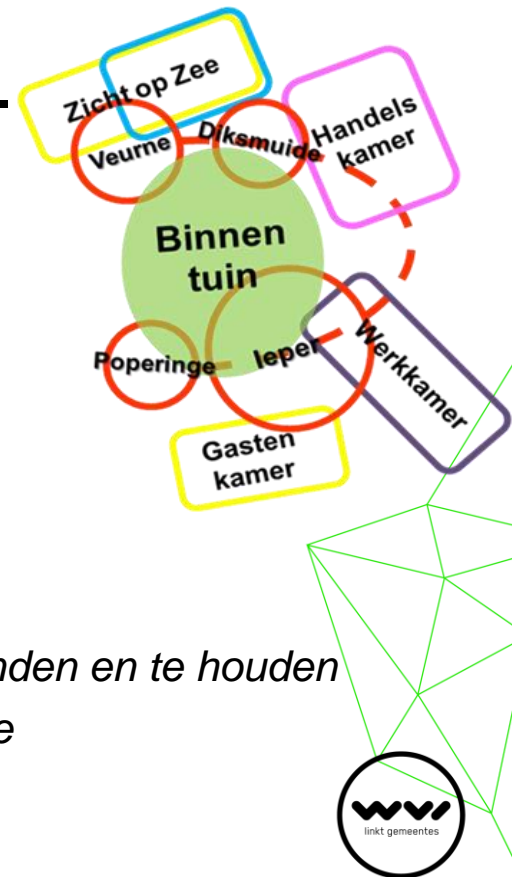 Zicht op Zee
Veurne
Diksmuide
Handels
kamer
Binnen
tuin
Poperinge
Ieper
Werkkamer
Gasten
kamer
en te houden
linkt gemeentes